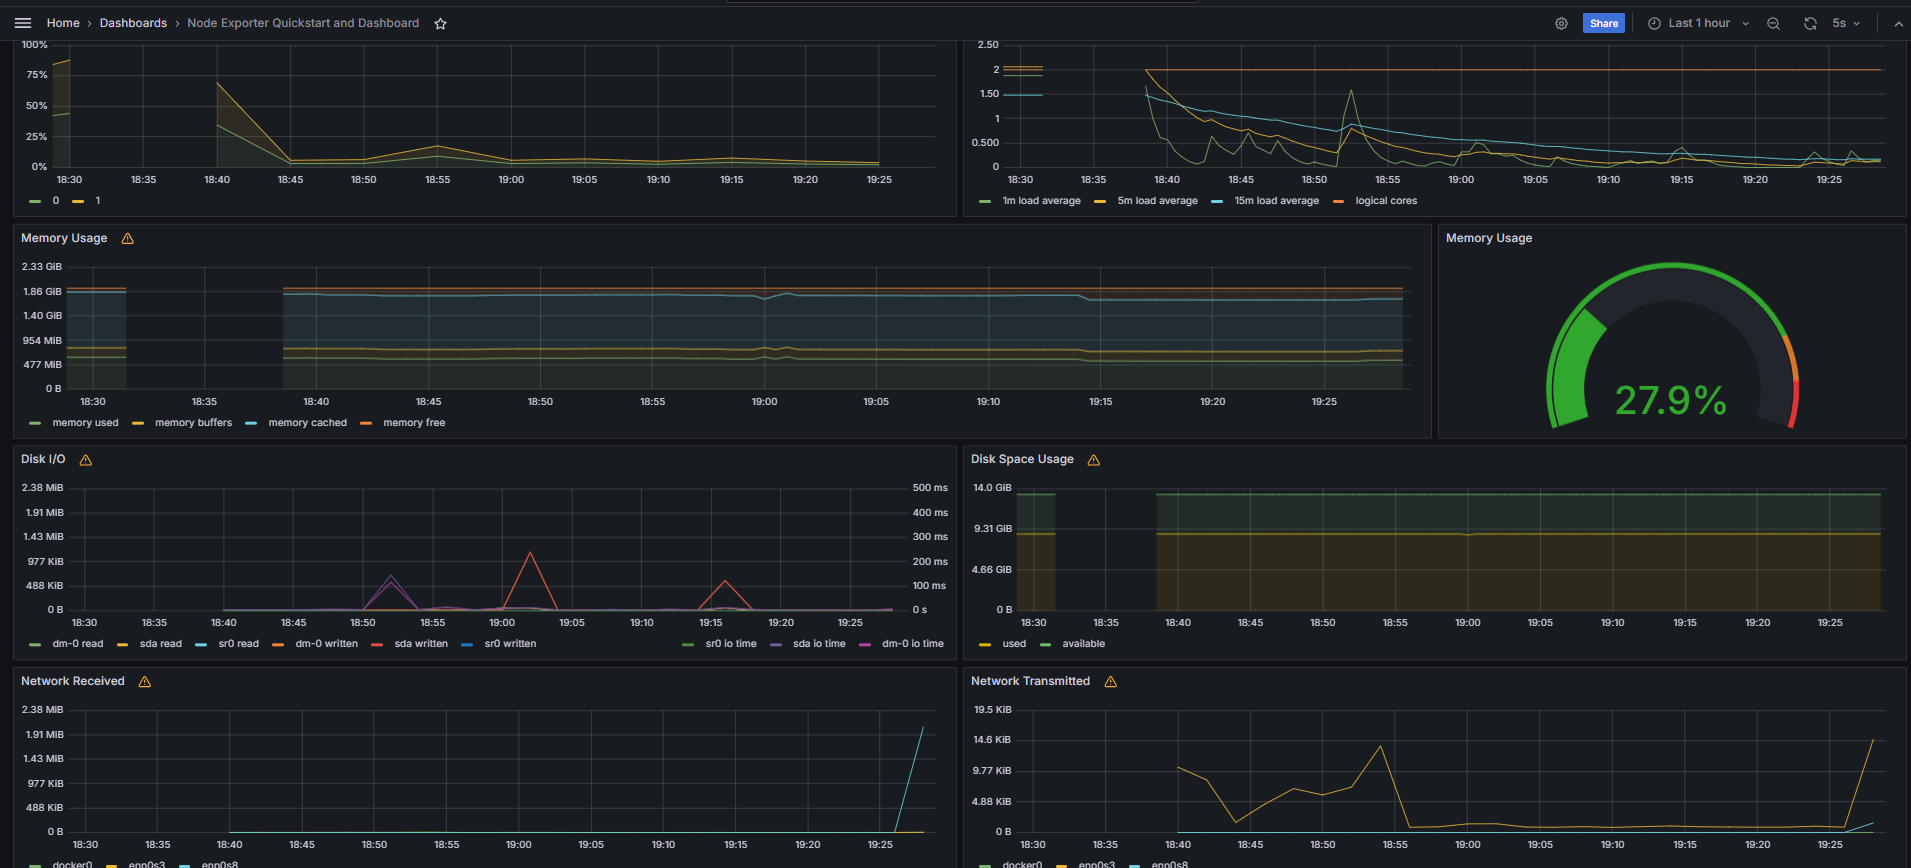 Home › Dashboards › Node Exporter Quickstart and Dashboard
Share Last 1 hour 5s
100%
75%
50%
25%
0%
18:30 18:35 18:40 18:45 18:50 18:55 19:00 19:05 19:10 19:15 19:20 19:25
0 1
2.50
2
1.50
1
0.500
0
18:30 18:35 18:40 18:45 18:50 18:55 19:00 19:05 19:10 19:15 19:20 19:25
1m load average 5m load average 15m load average logical cores
Memory Usage
2.33 GiB
1.86 GiB
1.40 GiB
954 MiB
477 MiB
0 B
18:30 18:35 18:40 18:45 18:50 18:55 19:00 19:05 19:10 19:15 19:20 19:25
memory used memory buffers memory cached memory free
Memory Usage
27.9%
Disk I/O
2.38 MiB
1.91 MiB
1.43 MiB
977 KiB
488 KiB
0 B
500 ms
400 ms
300 ms
200 ms
100 ms
0 s
18:30 18:35 18:40 18:45 18:50 18:55 19:00 19:05 19:10 19:15 19:20 19:25
dm-0 read sda read sr0 read dm-0 written sda written sr0 written sr0 io time sda io time dm-0 io time
Disk Space Usage
14.0 GiB
9.31 GiB
4.66 GiB
0 B
18:30 18:35 18:40 18:45 18:50 18:55 19:00 19:05 19:10 19:15 19:20 19:25
used available
Network Received
2.38 MiB
1.91 MiB
1.43 MiB
977 KiB
488 KiB
0 B
18:30 18:35 18:40 18:45 18:50 18:55 19:00 19:05 19:10 19:15 19:20 19:25
docker0 enp0s3 enp0s8
Network Transmitted
19.5 KiB
14.6 KiB
9.77 KiB
4.88 KiB
0 B
18:30 18:35 18:40 18:45 18:50 18:55 19:00 19:05 19:10 19:15 19:20 19:25
docker0 enp0s3 enp0s8